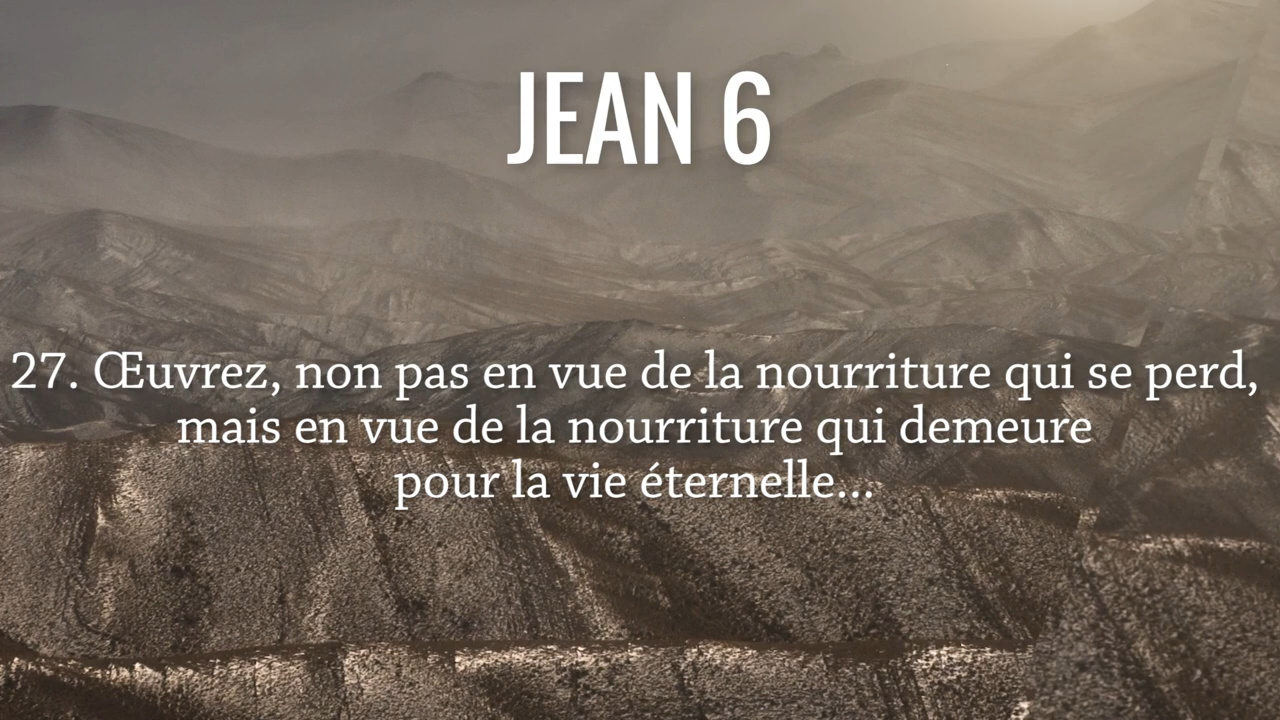 JEAN 6
27. Œuvrez, non pas en vue de la nourriture qui se perd,
mais en vue de la nourriture qui demeure
pour la vie éternelle...